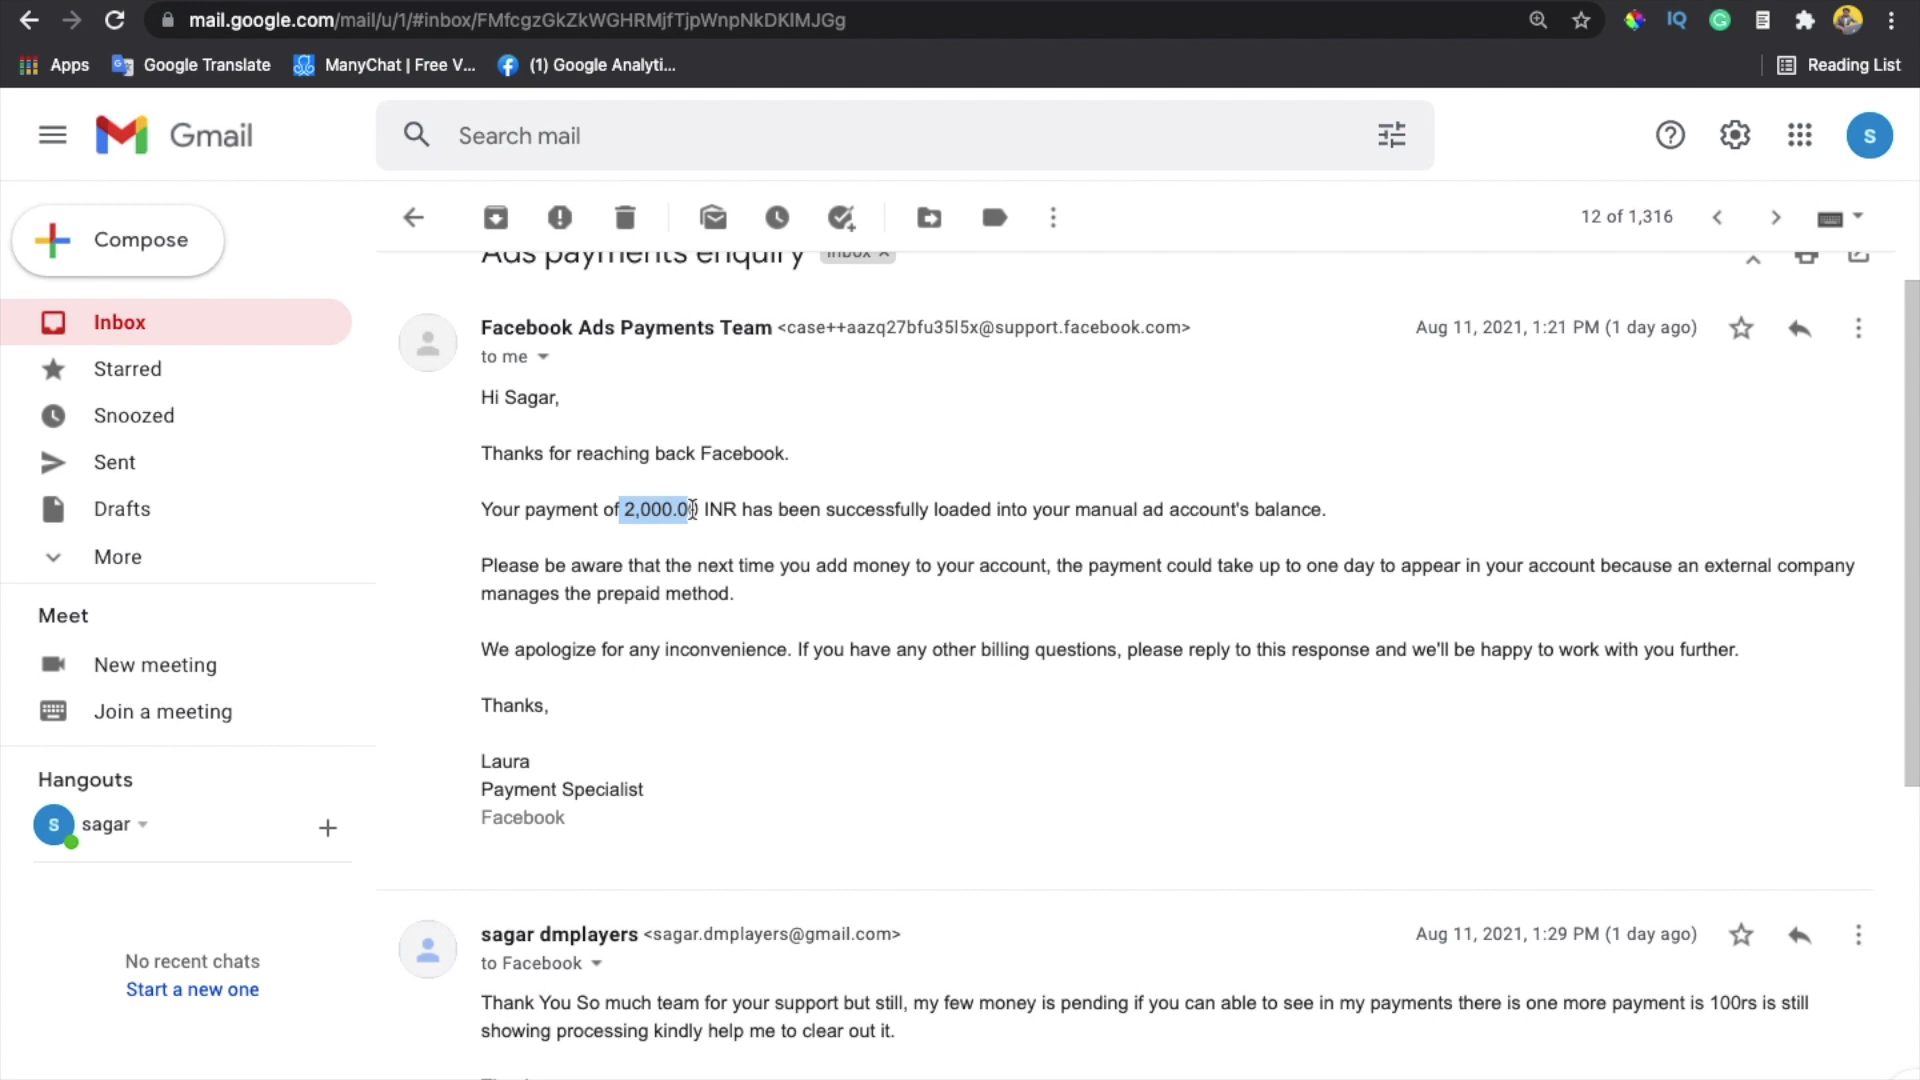 mail.google.com/mail/u/1/#inbox/FMfcgzGkZkWGHRMjfTjpWnpNkDKlMJGg
IQ
Apps
Google Translate
ManyChat | Free V...
(1) Google Analyti...
Reading List
Gmail
Search mail
S
Compose
12 of 1,316
Ads payments enquiry
Inbox
Inbox
Starred
Snoozed
Sent
Drafts
More
Meet
New meeting
Join a meeting
Hangouts
S
sagar
No recent chats
Start a new one
Facebook Ads Payments Team <case++aazq27bfu35l5x@support.facebook.com>
Aug 11, 2021, 1:21 PM (1 day ago)
to me
Hi Sagar,
Thanks for reaching back Facebook.
Your payment of 2,000.00 INR has been successfully loaded into your manual ad account's balance.
Please be aware that the next time you add money to your account, the payment could take up to one day to appear in your account because an external company
manages the prepaid method.
We apologize for any inconvenience. If you have any other billing questions, please reply to this response and we'll be happy to work with you further.
Thanks,
Laura
Payment Specialist
Facebook
sagar dmplayers <sagar.dmplayers@gmail.com>
Aug 11, 2021, 1:29 PM (1 day ago)
to Facebook
Thank You So much team for your support but still, my few money is pending if you can able to see in my payments there is one more payment is 100rs is still
showing processing kindly help me to clear out it.